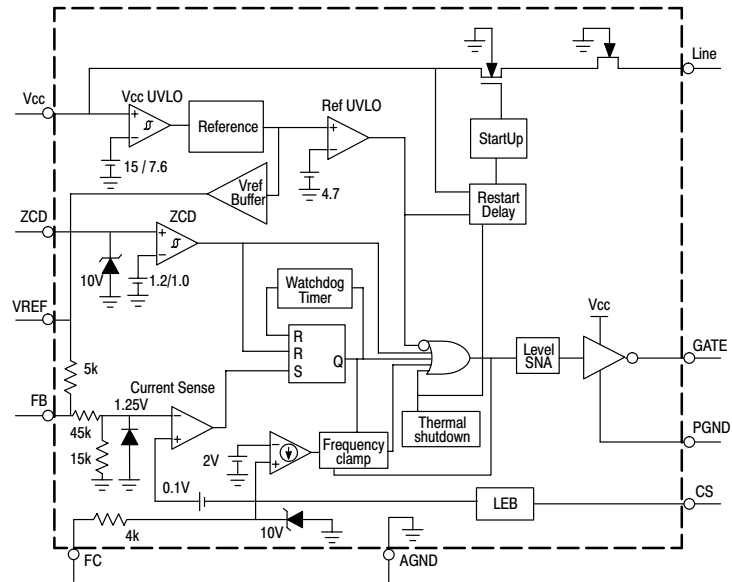 Line
Vcc
Vcc UVLO
Reference
Ref UVLO
StartUp
15 / 7.6
4.7
Vref
Buffer
Restart
Delay
ZCD
ZCD
10V
1.2/1.0
Watchdog
Timer
VREF
Vcc
R
R
S
Q
Level
SNA
GATE
5k
Current Sense
FB
1.25V
45k
15k
Thermal
shutdown
PGND
2V
Frequency
clamp
0.1V
LEB
CS
4k
10V
FC
AGND